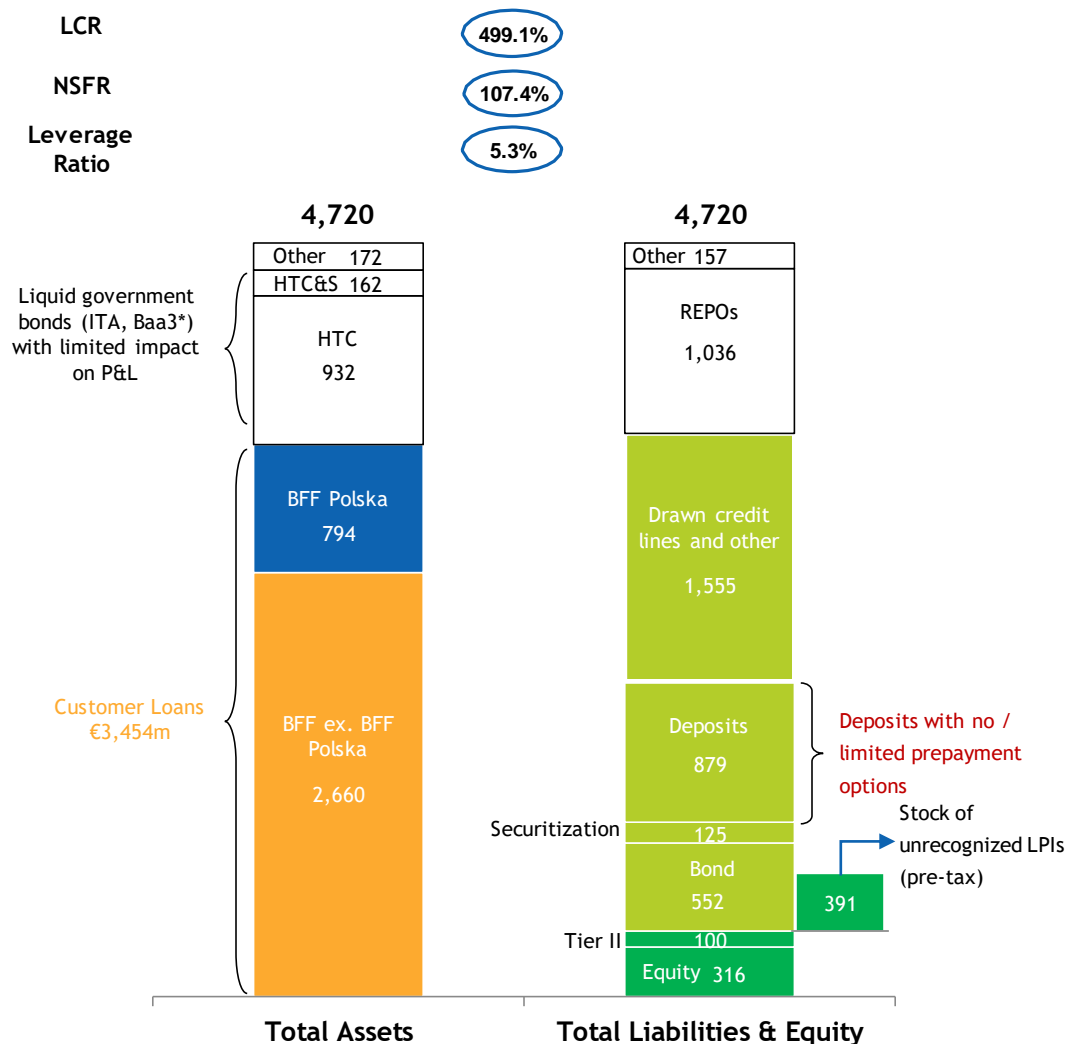 LCR
499.1%
NSFR
107.4%
Leverage
Ratio
5.3%
4,720
4,720
Other 172
HTC&S 162
HTC
932
Liquid government
bonds (ITA, Baa3*)
with limited impact
on P&L
BFF Polska
794
BFF ex. BFF
Polska
2,660
Customer Loans
€3,454m
Other 157
REPOs
1,036
Drawn credit
lines and other
1,555
Deposits
879
Deposits with no /
limited prepayment
options
Securitization
125
Bond
552
Stock of
unrecognized LPIs
(pre-tax)
391
Tier II
100
Equity 316
Total Assets
Total Liabilities & Equity